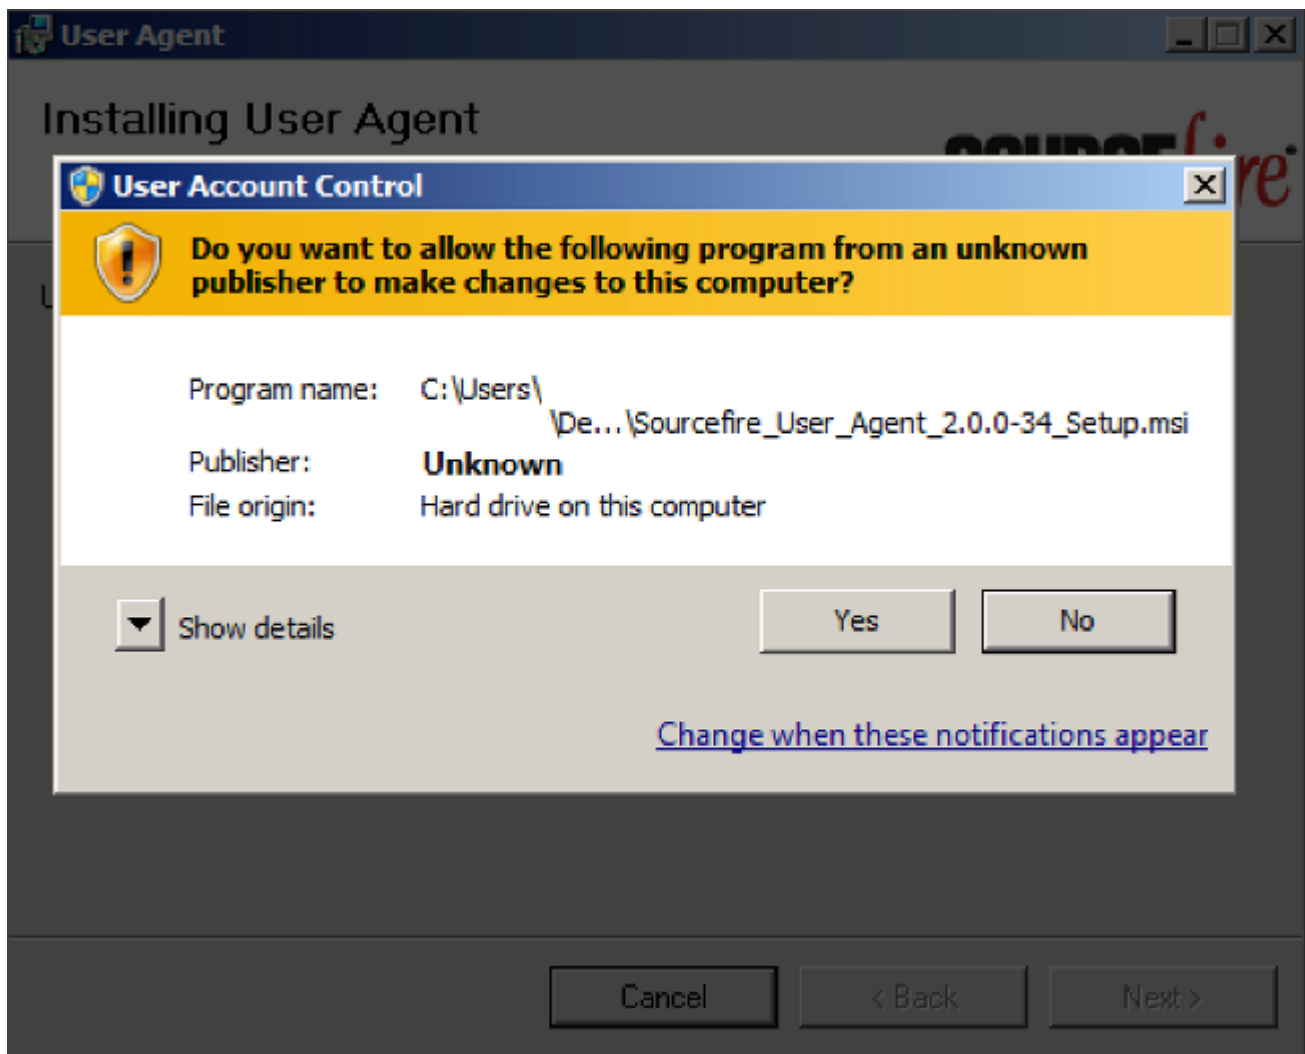 User Agent
Installing User Agent
SOURCEfire
User Account Control
Do you want to allow the following program from an unknown
publisher to make changes to this computer?
Program name: C:\Users\
\De...\Sourcefire_User_Agent_2.0.0-34_Setup.msi
Publisher: Unknown
File origin: Hard drive on this computer
Show details
Yes No
Change when these notifications appear
Cancel < Back Next >